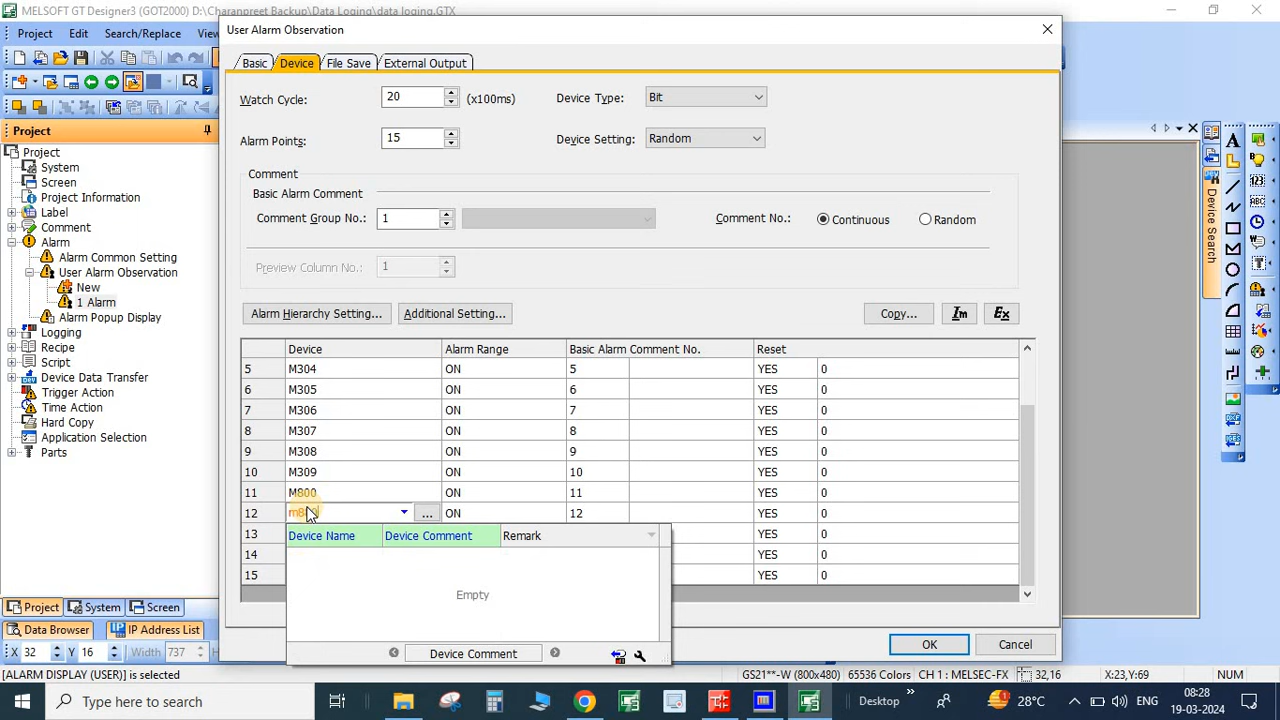 MELSOFT GT Designer3 (GOT2000) D:\Charanpreet Backup\Data Loging\data loging.GTX
Project Edit Search/Replace
User Alarm Observation
Basic Device File Save External Output
Watch Cycle: 20 (x100ms) Device Type: Bit
Alarm Points: 15 Device Setting: Random
Comment
Basic Alarm Comment
Comment Group No.: 1 Comment No.: Continuous Random
Preview Column No.: 1
Alarm Hierarchy Setting... Additional Setting... Copy... Im Ex
Device Alarm Range Basic Alarm Comment No. Reset
5 M304 ON 5 YES 0
6 M305 ON 6 YES 0
7 M306 ON 7 YES 0
8 M307 ON 8 YES 0
9 M308 ON 9 YES 0
10 M309 ON 10 YES 0
11 M800 ON 11 YES 0
12 ... ON 12 YES 0
13 YES 0
14 YES 0
15 YES 0
Device Name Device Comment Remark
Empty
Device Comment
OK Cancel
Project
Project
System
Screen
Project Information
Label
Comment
Alarm
Alarm Common Setting
User Alarm Observation
New
1 Alarm
Alarm Popup Display
Logging
Recipe
Script
Device Data Transfer
Trigger Action
Time Action
Hard Copy
Application Selection
Parts
Project System Screen
Data Browser IP Address List
X 32 Y 16 Width 737
Device Search
[ALARM DISPLAY (USER)] is selected GS21**-W (800x480) 65536 Colors CH 1 : MELSEC-FX 32,16 X:23,Y:69
Type here to search Desktop 28°C ENG 08:28
19-03-2024